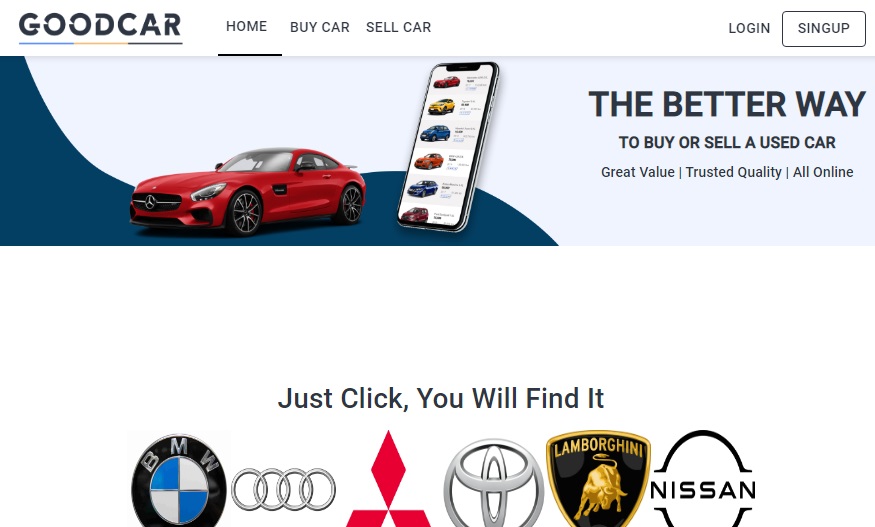 GOODCAR
HOME BUY CAR SELL CAR
LOGIN SINGUP
THE BETTER WAY
TO BUY OR SELL A USED CAR
Great Value | Trusted Quality | All Online
Just Click, You Will Find It
BMW
LAMBORGHINI
NISSAN